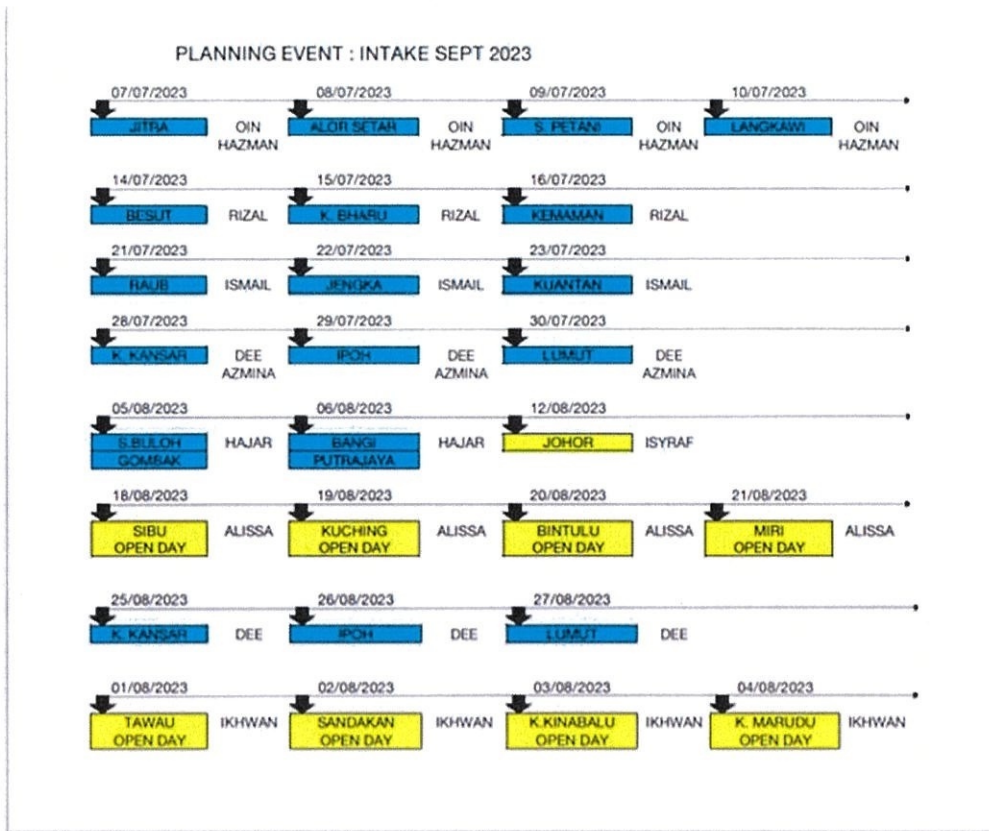 PLANNING EVENT : INTAKE SEPT 2023
07/07/2023 08/07/2023 09/07/2023 10/07/2023
JITRA OIN ALOR SETAR OIN S. PETANI OIN LANGKAWI OIN
HAZMAN HAZMAN HAZMAN HAZMAN
14/07/2023 15/07/2023 16/07/2023
BESUT RIZAL K. BHARU RIZAL KEMAMAN RIZAL
21/07/2023 22/07/2023 23/07/2023
RAUB ISMAIL JENGKA ISMAIL KUANTAN ISMAIL
28/07/2023 29/07/2023 30/07/2023
K. KANSAR DEE IPOH DEE LUMUT DEE
AZMINA AZMINA AZMINA
05/08/2023 06/08/2023 12/08/2023
S.BULOH HAJAR BANGI HAJAR JOHOR ISYRAF
GOMBAK PUTRAJAYA
18/08/2023 19/08/2023 20/08/2023 21/08/2023
SIBU ALISSA KUCHING ALISSA BINTULU ALISSA MIRI ALISSA
OPEN DAY OPEN DAY OPEN DAY OPEN DAY
25/08/2023 26/08/2023 27/08/2023
K. KANSAR DEE IPOH DEE LUMUT DEE
01/08/2023 02/08/2023 03/08/2023 04/08/2023
TAWAU IKHWAN SANDAKAN IKHWAN K.KINABALU IKHWAN K. MARUDU IKHWAN
OPEN DAY OPEN DAY OPEN DAY OPEN DAY